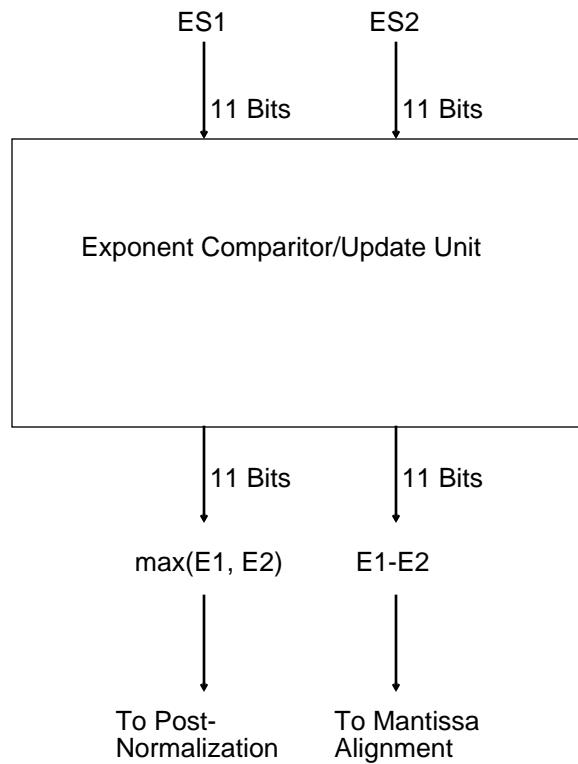 ES1 ES2
11 Bits 11 Bits
Exponent Comparitor/Update Unit
11 Bits 11 Bits
max(E1, E2) E1-E2
To Post-
Normalization
To Mantissa
Alignment